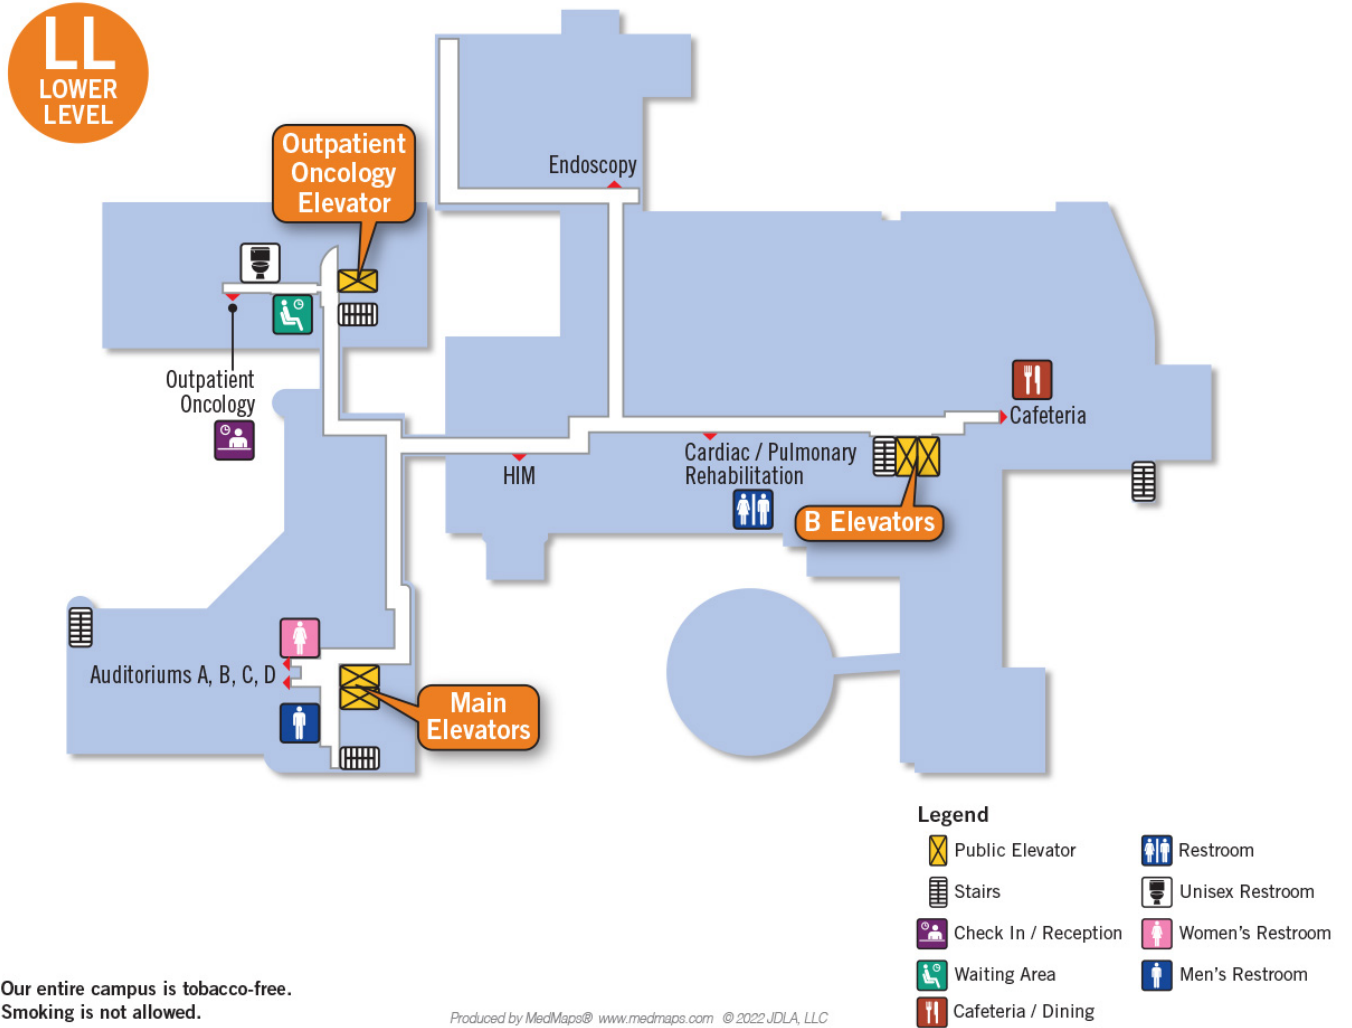 LL
LOWER
LEVEL
Outpatient
Oncology
Elevator
Endoscopy
Outpatient
Oncology
Cafeteria
Cardiac / Pulmonary
Rehabilitation
HIM
B Elevators
Auditoriums A, B, C, D
Main
Elevators
Legend
Public Elevator
Stairs
Check In / Reception
Waiting Area
Cafeteria / Dining
Restroom
Unisex Restroom
Women's Restroom
Men's Restroom
Our entire campus is tobacco-free.
Smoking is not allowed.
Produced by MedMaps® www.medmaps.com © 2022 JDLA, LLC